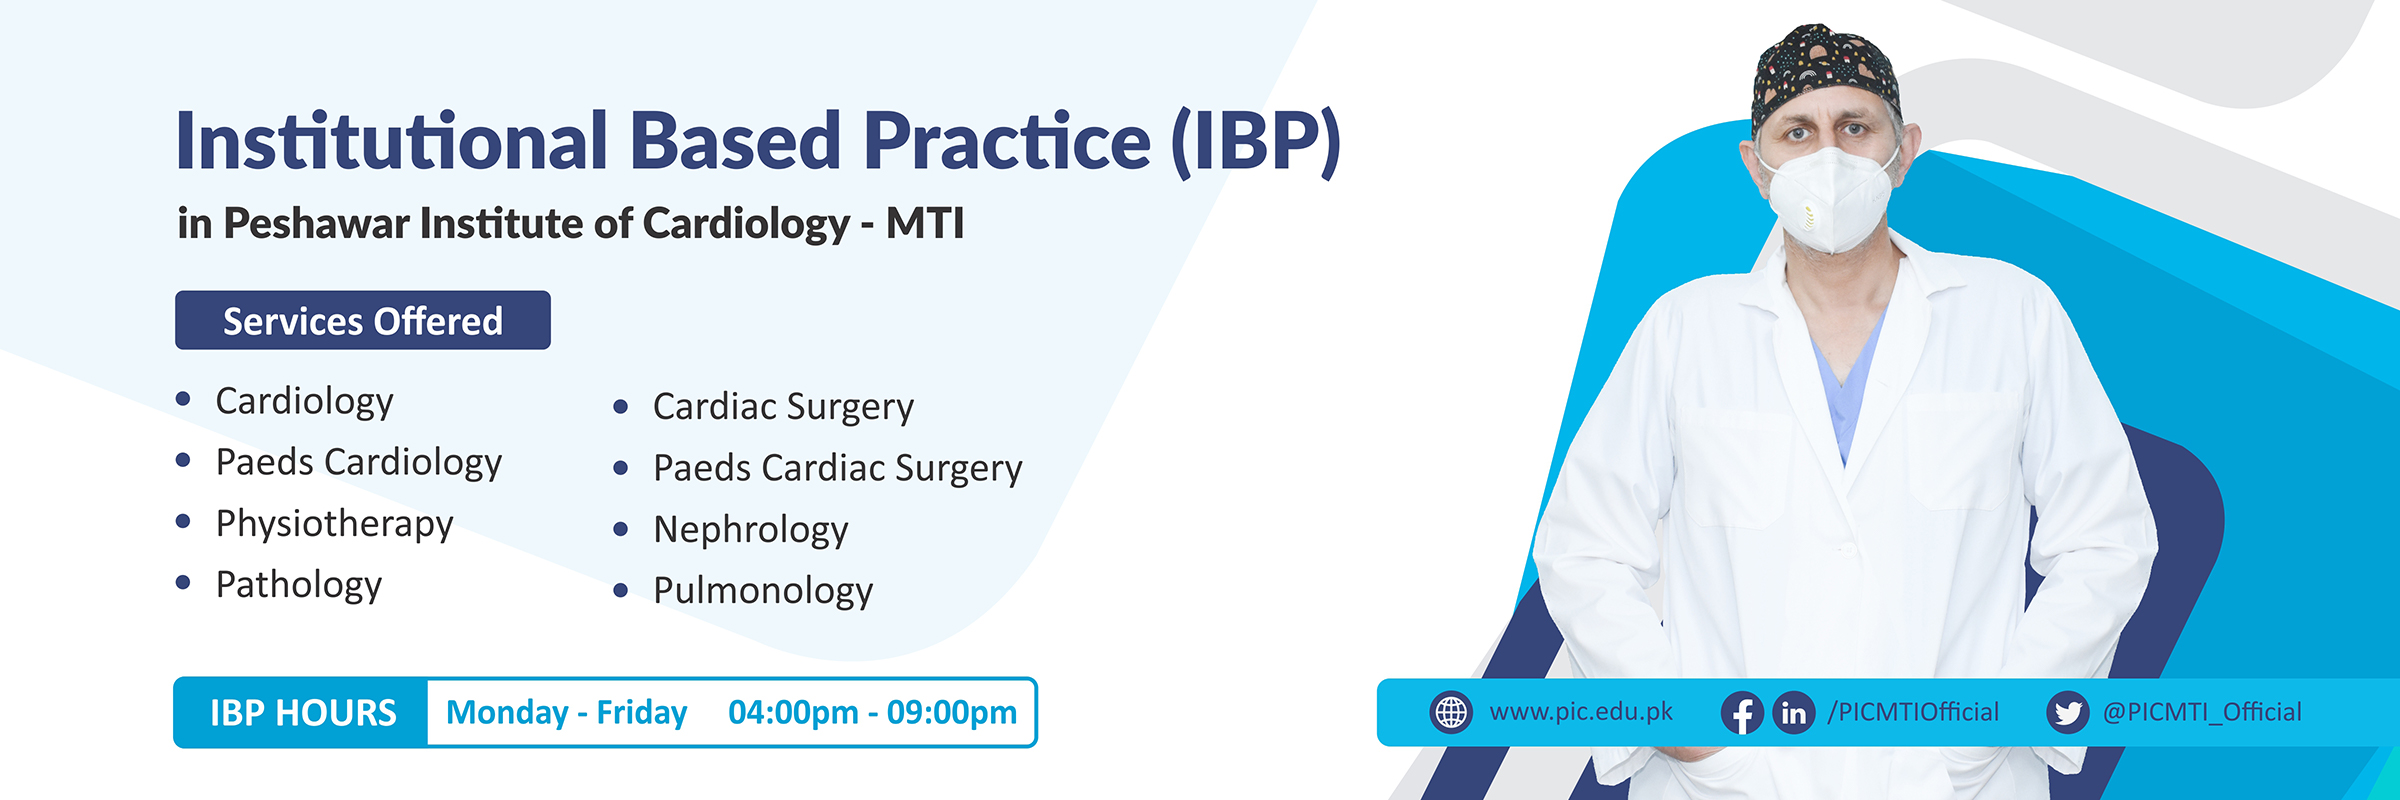 Institutional Based Practice (IBP)
in Peshawar Institute of Cardiology - MTI
Services Offered
• Cardiology
• Paeds Cardiology
• Physiotherapy
• Pathology
• Cardiac Surgery
• Paeds Cardiac Surgery
• Nephrology
• Pulmonology
IBP HOURS Monday - Friday 04:00pm - 09:00pm
www.pic.edu.pk /PICMTIOfficial @PICMTI_Official